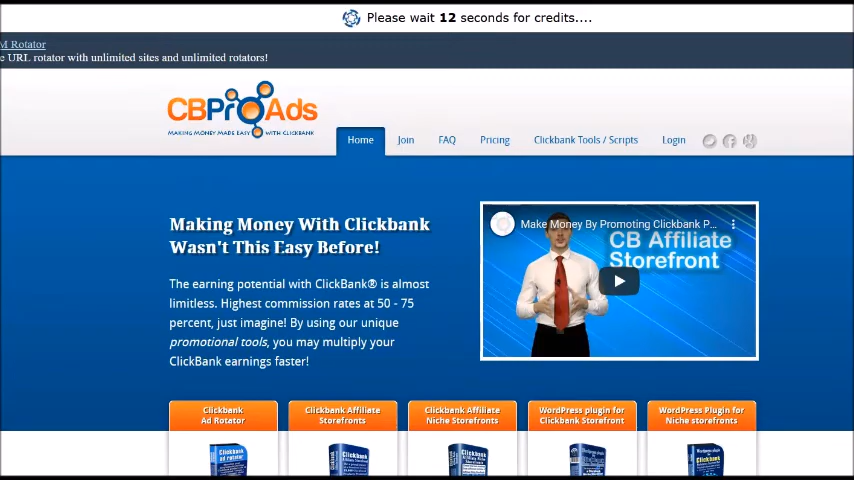 Please wait 12 seconds for credits....
M Rotator
e URL rotator with unlimited sites and unlimited rotators!
CBProAds
MAKING MONEY MADE EASY WITH CLICKBANK
Home
Join
FAQ
Pricing
Clickbank Tools / Scripts
Login
Making Money With Clickbank
Wasn't This Easy Before!
The earning potential with ClickBank® is almost
limitless. Highest commission rates at 50 - 75
percent, just imagine! By using our unique
promotional tools, you may multiply your
ClickBank earnings faster!
Make Money By Promoting Clickbank P...
CB Affiliate
Storefront
Clickbank
Ad Rotator
Clickbank Affiliate
Storefronts
Clickbank Affiliate
Niche Storefronts
WordPress plugin for
Clickbank Storefront
WordPress Plugin for
Niche storefronts
Clickbank
ad rotator